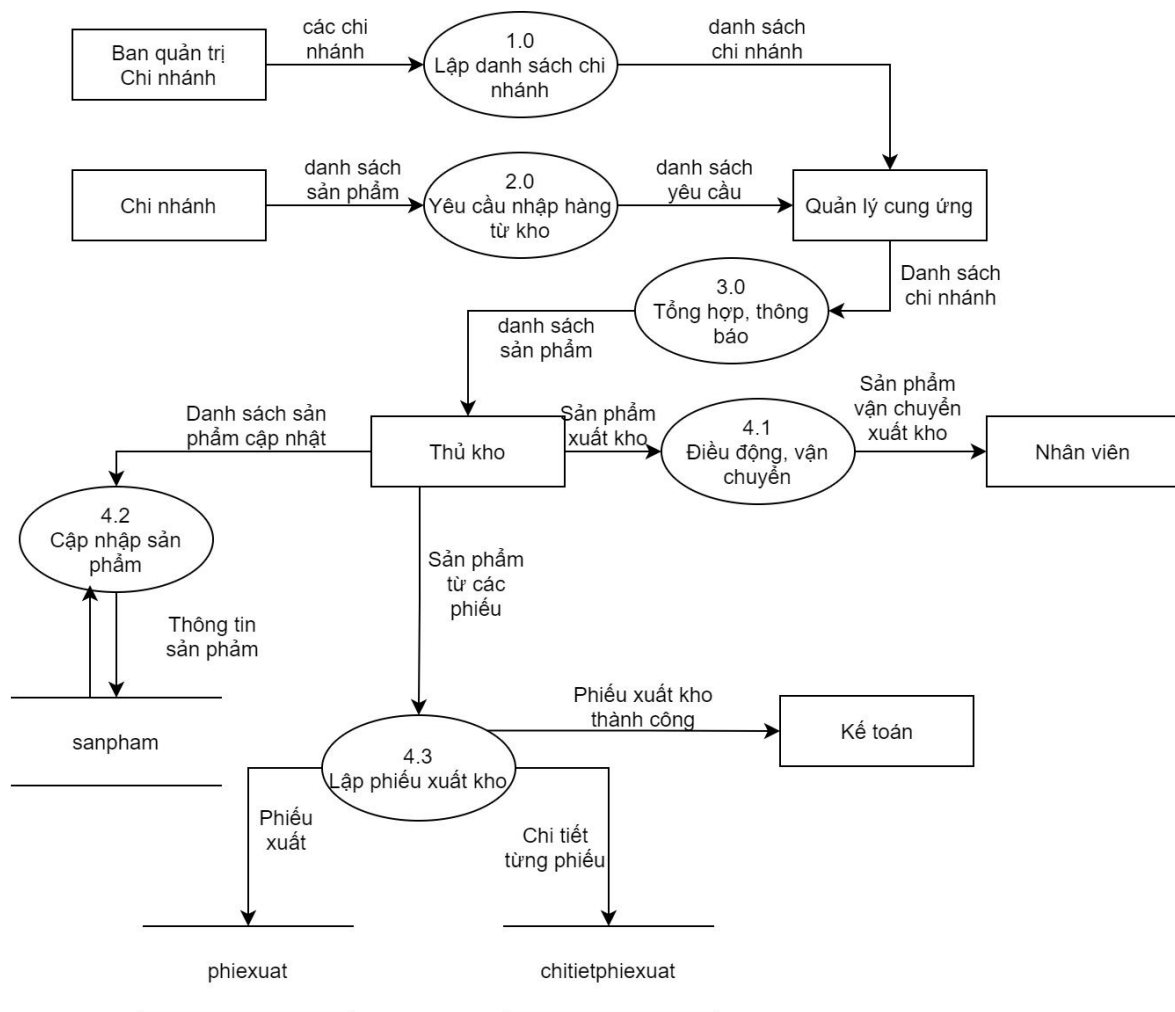 các chi
nhánh
danh sách
chi nhánh
Ban quản trị
Chi nhánh
1.0
Lập danh sách chi
nhánh
danh sách
sản phẩm
danh sách
yêu cầu
Chi nhánh
2.0
Yêu cầu nhập hàng
từ kho
Quản lý cung ứng
Danh sách
chi nhánh
3.0
Tổng hợp, thông
báo
danh sách
sản phẩm
Danh sách sản
phẩm cập nhật
Thủ kho
Sản phẩm
xuất kho
4.1
Điều động, vận
chuyển
Sản phẩm
vận chuyển
xuất kho
Nhân viên
4.2
Cập nhập sản
phẩm
Sản phẩm
từ các
phiếu
Thông tin
sản phảm
sanpham
Phiếu xuất kho
thành công
Kế toán
4.3
Lập phiếu xuất kho
Phiếu
xuất
Chi tiết
từng phiếu
phiexuat
chitietphiexuat